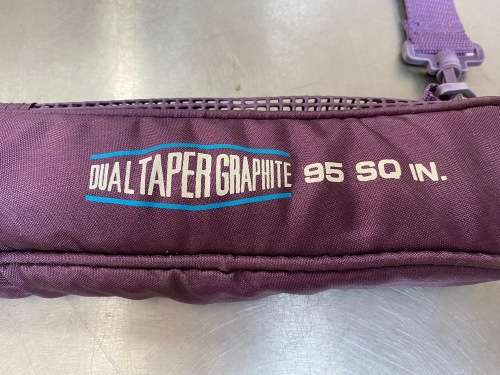 DUAL TAPER GRAPHITE 95 SQ IN.